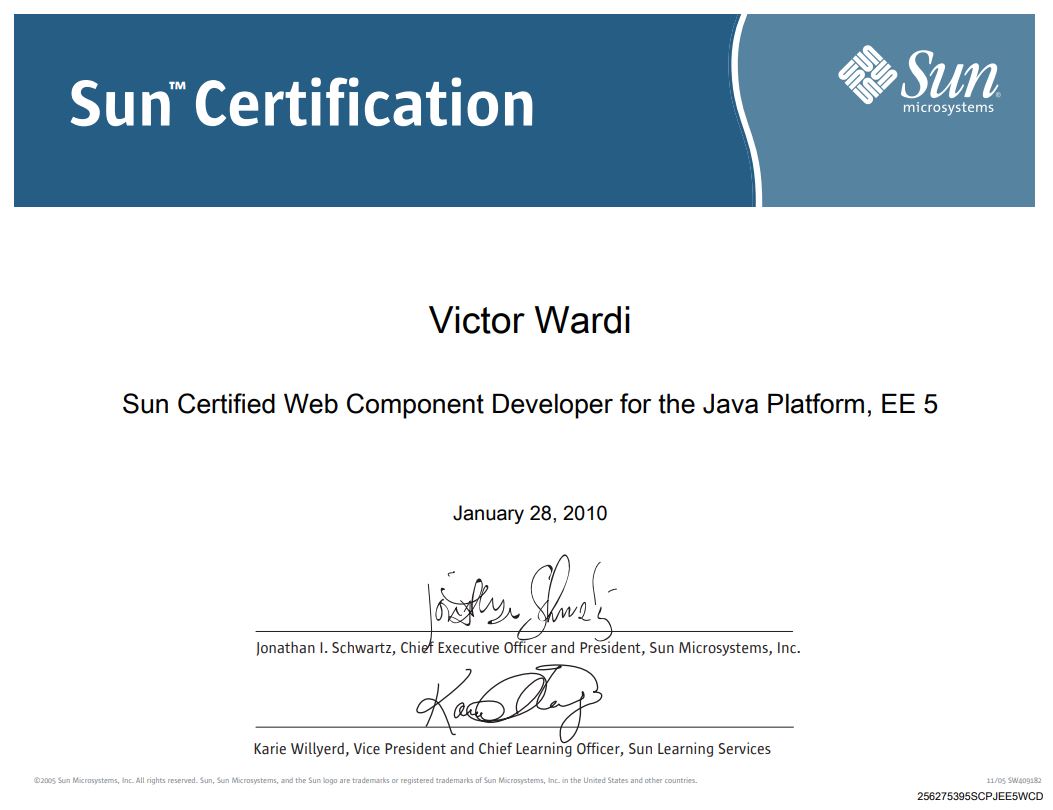 Sun™ Certification
Sun
microsystems
Victor Wardi
Sun Certified Web Component Developer for the Java Platform, EE 5
January 28, 2010
Jonathan I. Schwartz, Chief Executive Officer and President, Sun Microsystems, Inc.
Karie Willyerd, Vice President and Chief Learning Officer, Sun Learning Services
©2005 Sun Microsystems, Inc. All rights reserved. Sun, Sun Microsystems, and the Sun logo are trademarks or registered trademarks of Sun Microsystems, Inc. in the United States and other countries.
11/05 SW409182
256275395SCPJEE5WCD